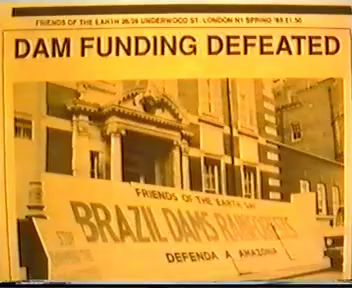 FRIENDS OF THE EARTH 26/28 UNDERWOOD ST. LONDON N1 SPRING '89 £1.50
DAM FUNDING DEFEATED
FRIENDS OF THE EARTH SAY
BRAZIL DAMS RAINFORESTS
DEFENDA A AMAZONIA
STOP